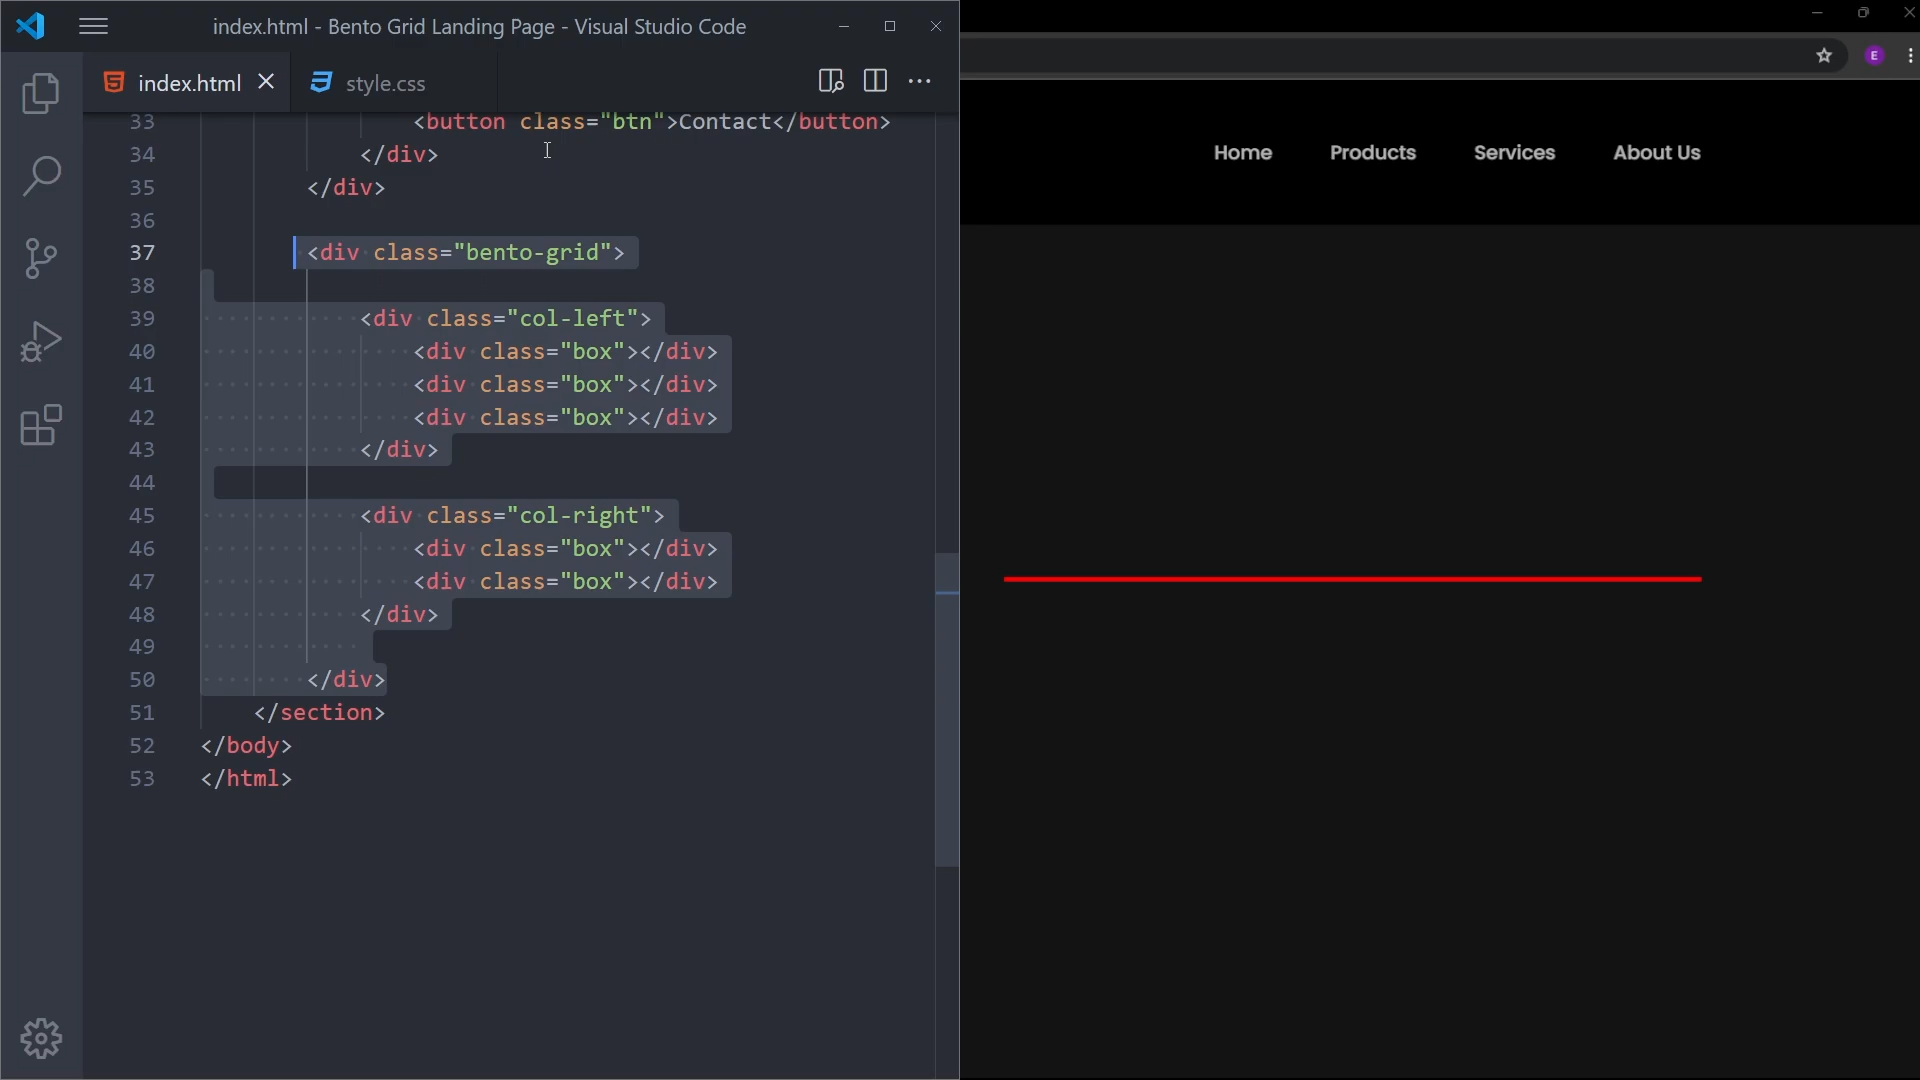 index.html - Bento Grid Landing Page - Visual Studio Code
index.html
style.css
33 <button class="btn">Contact</button>
34 </div>
35 </div>
36
37 <div class="bento-grid">
38
39 <div class="col-left">
40 <div class="box"></div>
41 <div class="box"></div>
42 <div class="box"></div>
43 </div>
44
45 <div class="col-right">
46 <div class="box"></div>
47 <div class="box"></div>
48 </div>
49
50 </div>
51 </section>
52 </body>
53 </html>
E
Home Products Services About Us